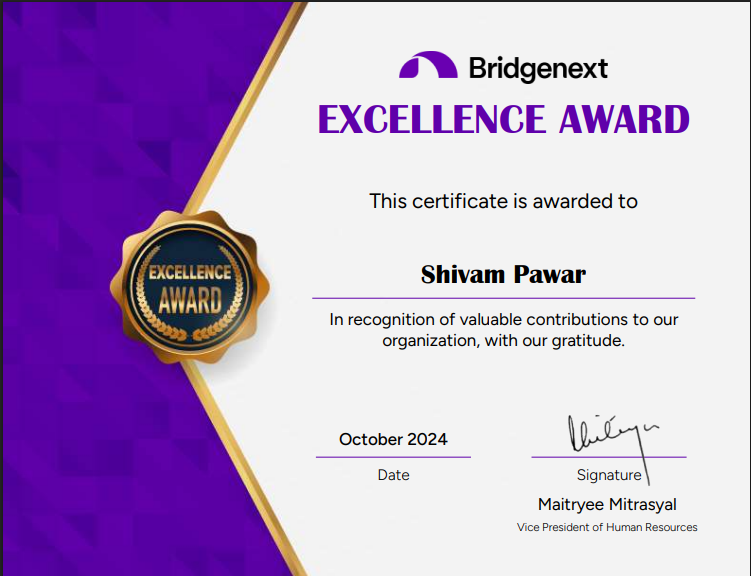 Bridgenext
EXCELLENCE AWARD
This certificate is awarded to
EXCELLENCE
AWARD
Shivam Pawar
In recognition of valuable contributions to our
organization, with our gratitude.
October 2024
Date
Signature
Maitryee Mitrasyal
Vice President of Human Resources